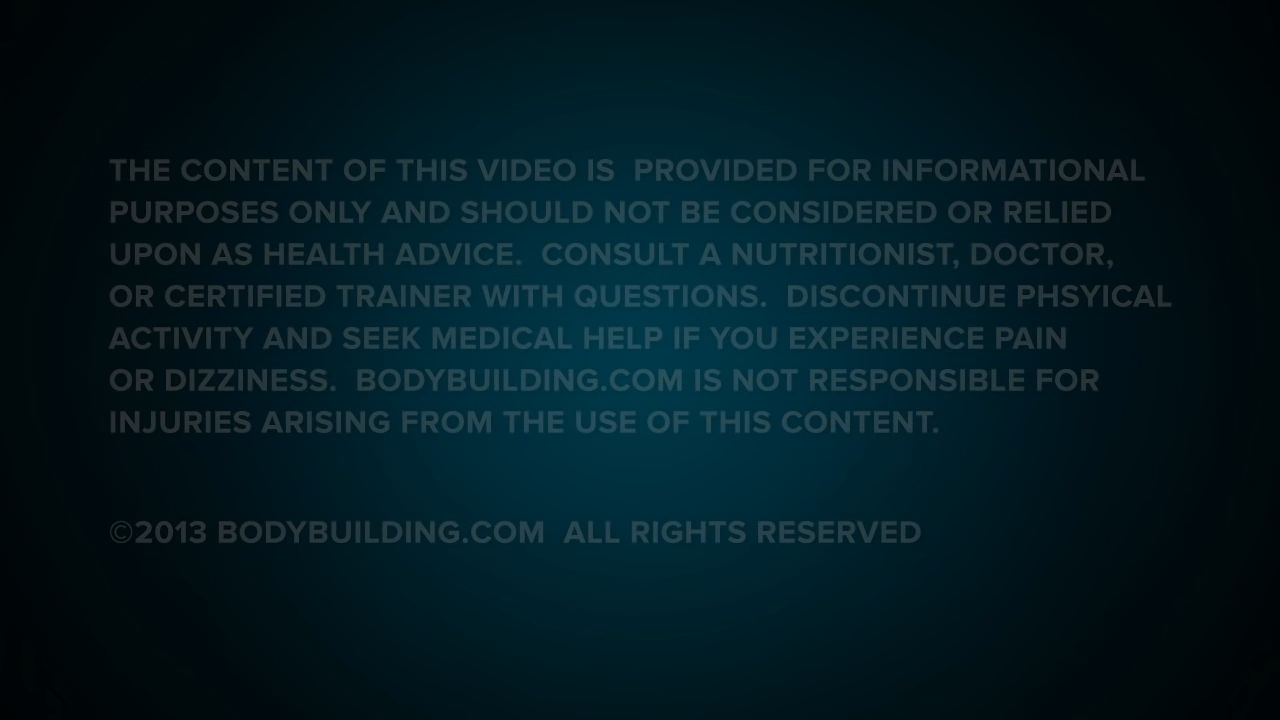 THE CONTENT OF THIS VIDEO IS  PROVIDED FOR INFORMATIONAL
PURPOSES ONLY AND SHOULD NOT BE CONSIDERED OR RELIED
UPON AS HEALTH ADVICE.  CONSULT A NUTRITIONIST, DOCTOR,
OR CERTIFIED TRAINER WITH QUESTIONS.  DISCONTINUE PHSYICAL
ACTIVITY AND SEEK MEDICAL HELP IF YOU EXPERIENCE PAIN
OR DIZZINESS.  BODYBUILDING.COM IS NOT RESPONSIBLE FOR
INJURIES ARISING FROM THE USE OF THIS CONTENT.
©2013 BODYBUILDING.COM  ALL RIGHTS RESERVED